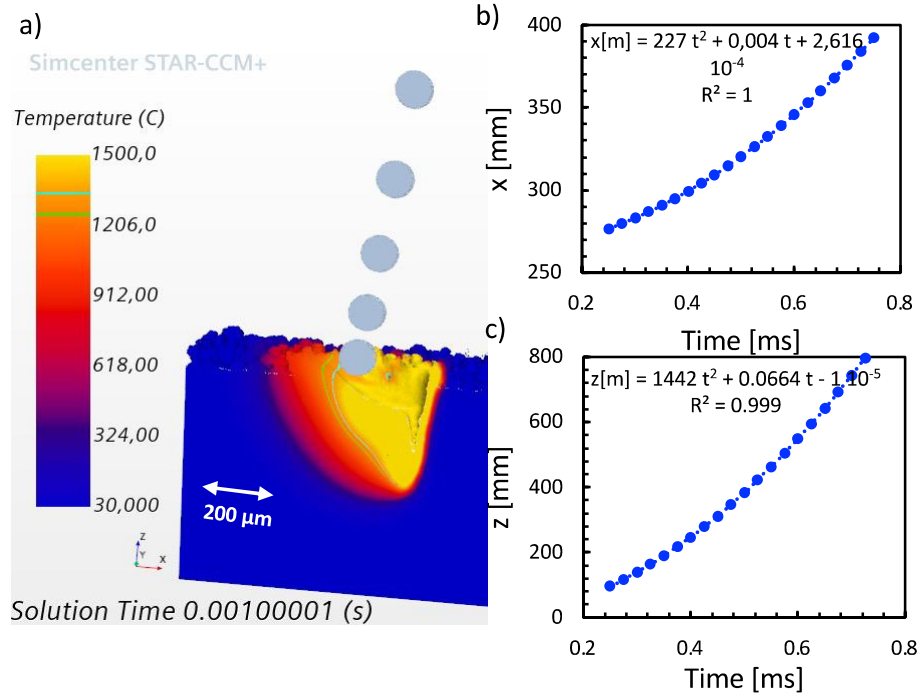 a)
Simcenter STAR-CCM+
Temperature (C)
1500,0
1206,00
912,00
618,00
324,00
30,000
200 µm
Z
Y
X
Solution Time 0.00100001 (s)
b)
x[m] = 227 t² + 0,004 t + 2,616
10⁻⁴
R² = 1
x [mm]
400
350
300
250
0.2 0.4 0.6 0.8
Time [ms]
c)
z[m] = 1442 t² + 0.0664 t - 1 10⁻⁵
R² = 0.999
z [mm]
800
600
400
200
0
0.2 0.4 0.6 0.8
Time [ms]